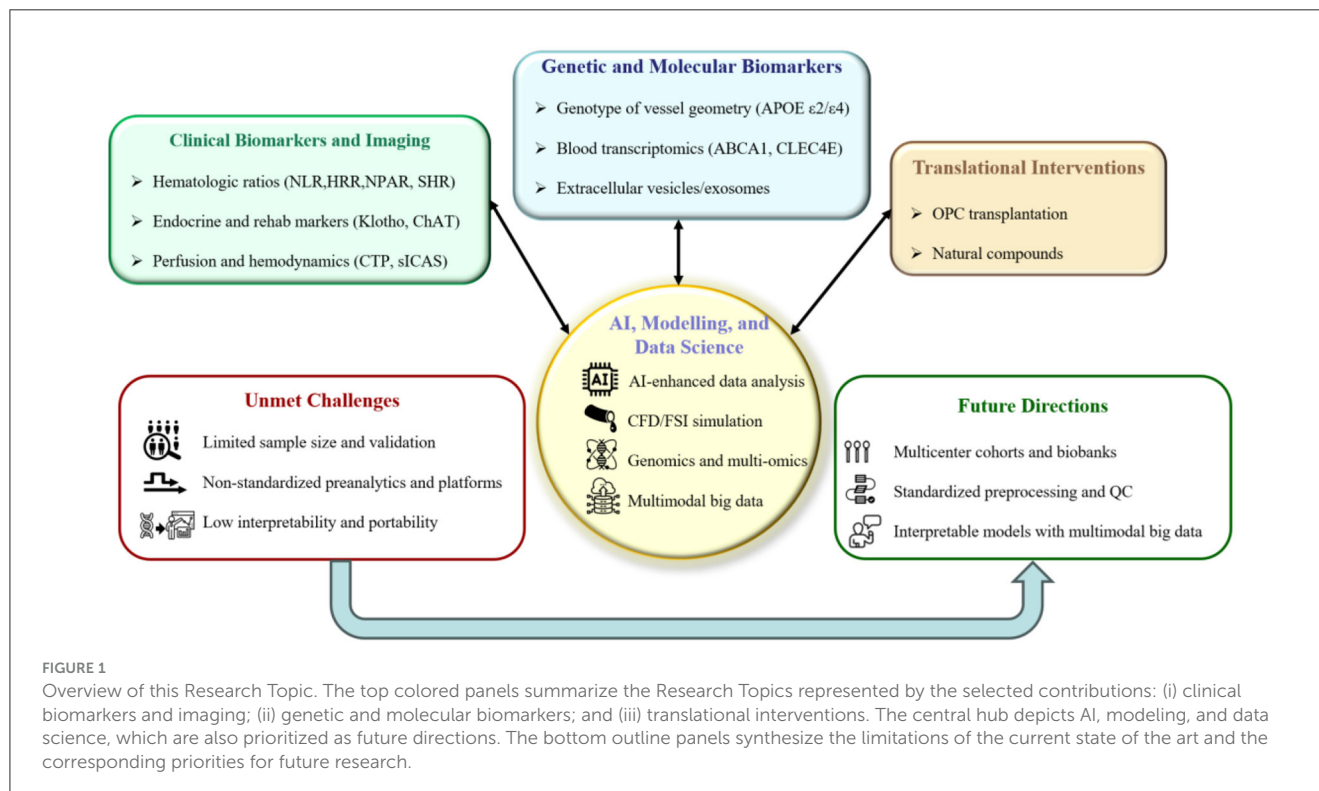 Genetic and Molecular Biomarkers
➢ Genotype of vessel geometry (APOE ε2/ε4)
➢ Blood transcriptomics (ABCA1, CLEC4E)
➢ Extracellular vesicles/exosomes
Clinical Biomarkers and Imaging
➢ Hematologic ratios (NLR,HRR,NPAR, SHR)
➢ Endocrine and rehab markers (Klotho, ChAT)
➢ Perfusion and hemodynamics (CTP, sICAS)
Translational Interventions
➢ OPC transplantation
➢ Natural compounds
AI, Modelling, and
Data Science
AI
AI-enhanced data analysis
CFD/FSI simulation
Genomics and multi-omics
Multimodal big data
Unmet Challenges
Limited sample size and validation
Non-standardized preanalytics and platforms
Low interpretability and portability
Future Directions
Multicenter cohorts and biobanks
Standardized preprocessing and QC
Interpretable models with multimodal big data
FIGURE 1
Overview of this Research Topic. The top colored panels summarize the Research Topics represented by the selected contributions: (i) clinical
biomarkers and imaging; (ii) genetic and molecular biomarkers; and (iii) translational interventions. The central hub depicts AI, modeling, and data
science, which are also prioritized as future directions. The bottom outline panels synthesize the limitations of the current state of the art and the
corresponding priorities for future research.